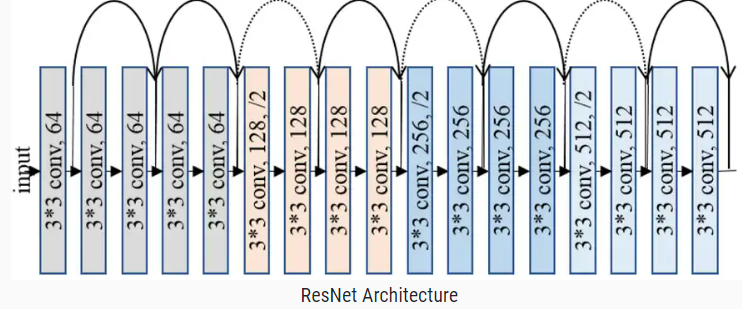 input
3*3 conv, 64
3*3 conv, 64
3*3 conv, 64
3*3 conv, 64
3*3 conv, 64
3*3 conv, 128, /2
3*3 conv, 128
3*3 conv, 128
3*3 conv, 128
3*3 conv, 256, /2
3*3 conv, 256
3*3 conv, 256
3*3 conv, 256
3*3 conv, 512, /2
3*3 conv, 512
3*3 conv, 512
3*3 conv, 512
ResNet Architecture